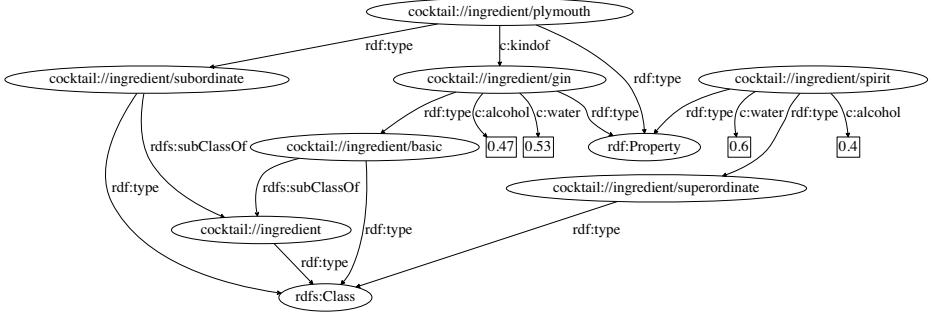 cocktail://ingredient/plymouth
rdf:type
c:kindof
rdf:type
cocktail://ingredient/subordinate
cocktail://ingredient/gin
cocktail://ingredient/spirit
rdf:type
c:alcohol
c:water
rdf:type
rdf:type
c:water
rdf:type
c:alcohol
rdfs:subClassOf
cocktail://ingredient/basic
0.47
0.53
rdf:Property
0.6
0.4
rdf:type
rdfs:subClassOf
cocktail://ingredient/superordinate
cocktail://ingredient
rdf:type
rdf:type
rdf:type
rdfs:Class